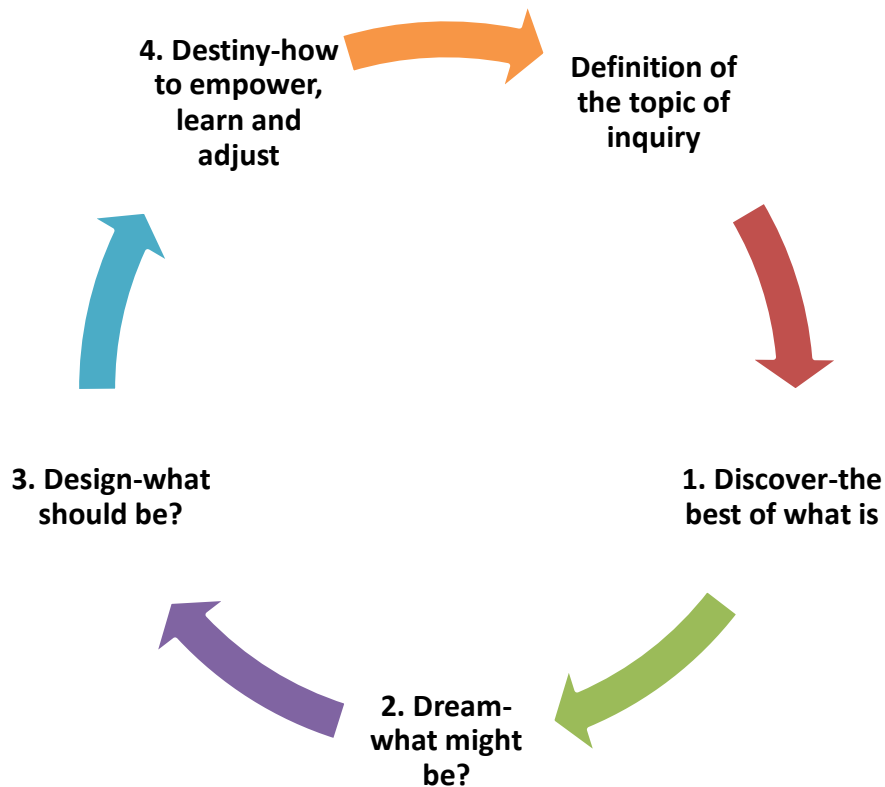 Definition of
the topic of
inquiry
1. Discover-the
best of what is
2. Dream-
what might
be?
3. Design-what
should be?
4. Destiny-how
to empower,
learn and
adjust